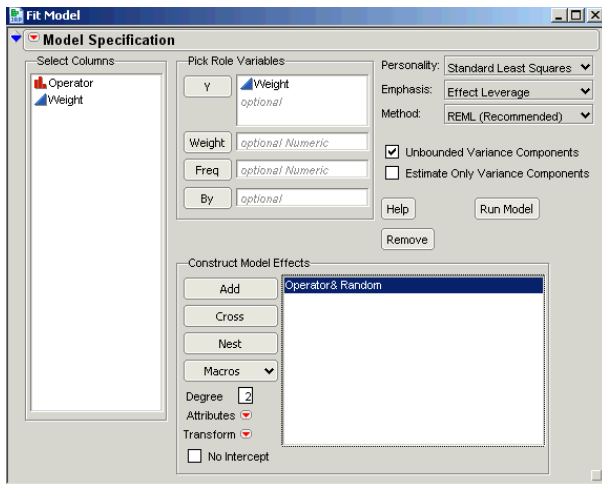 Fit Model
Model Specification
Select Columns
Operator
Weight
Pick Role Variables
Y
Weight
optional
Weight
optional Numeric
Freq
optional Numeric
By
optional
Personality:
Standard Least Squares
Emphasis:
Effect Leverage
Method:
REML (Recommended)
Unbounded Variance Components
Estimate Only Variance Components
Help
Run Model
Remove
Construct Model Effects
Add
Cross
Nest
Macros
Degree 2
Attributes
Transform
No Intercept
Operator& Random